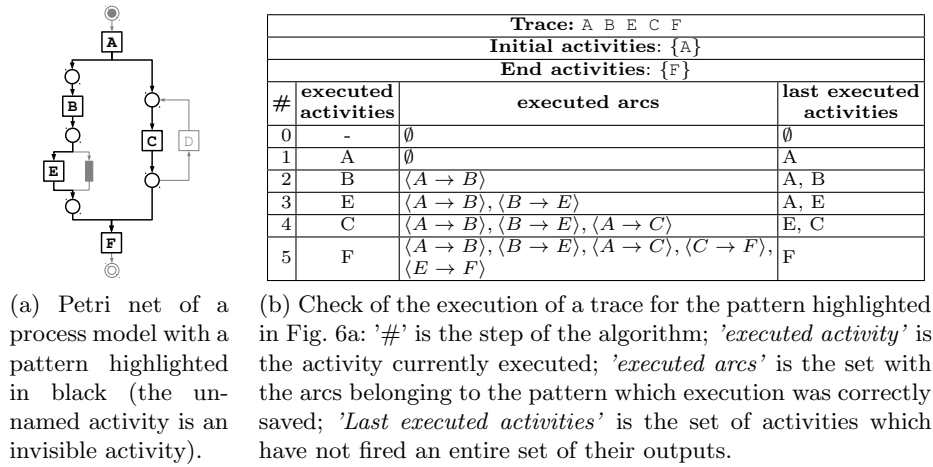 A
B
C
D
E
F
Trace: A B E C F
Initial activities: {A}
End activities: {F}
# executed activities executed arcs last executed activities
0 - ∅ ∅
1 A ∅ A
2 B ⟨A → B⟩ A, B
3 E ⟨A → B⟩, ⟨B → E⟩ A, E
4 C ⟨A → B⟩, ⟨B → E⟩, ⟨A → C⟩ E, C
5 F ⟨A → B⟩, ⟨B → E⟩, ⟨A → C⟩, ⟨C → F⟩, ⟨E → F⟩ F
(a) Petri net of a
process model with a
pattern highlighted
in black (the un-
named activity is an
invisible activity).
(b) Check of the execution of a trace for the pattern highlighted
in Fig. 6a: '#' is the step of the algorithm; 'executed activity' is
the activity currently executed; 'executed arcs' is the set with
the arcs belonging to the pattern which execution was correctly
saved; 'Last executed activities' is the set of activities which
have not fired an entire set of their outputs.